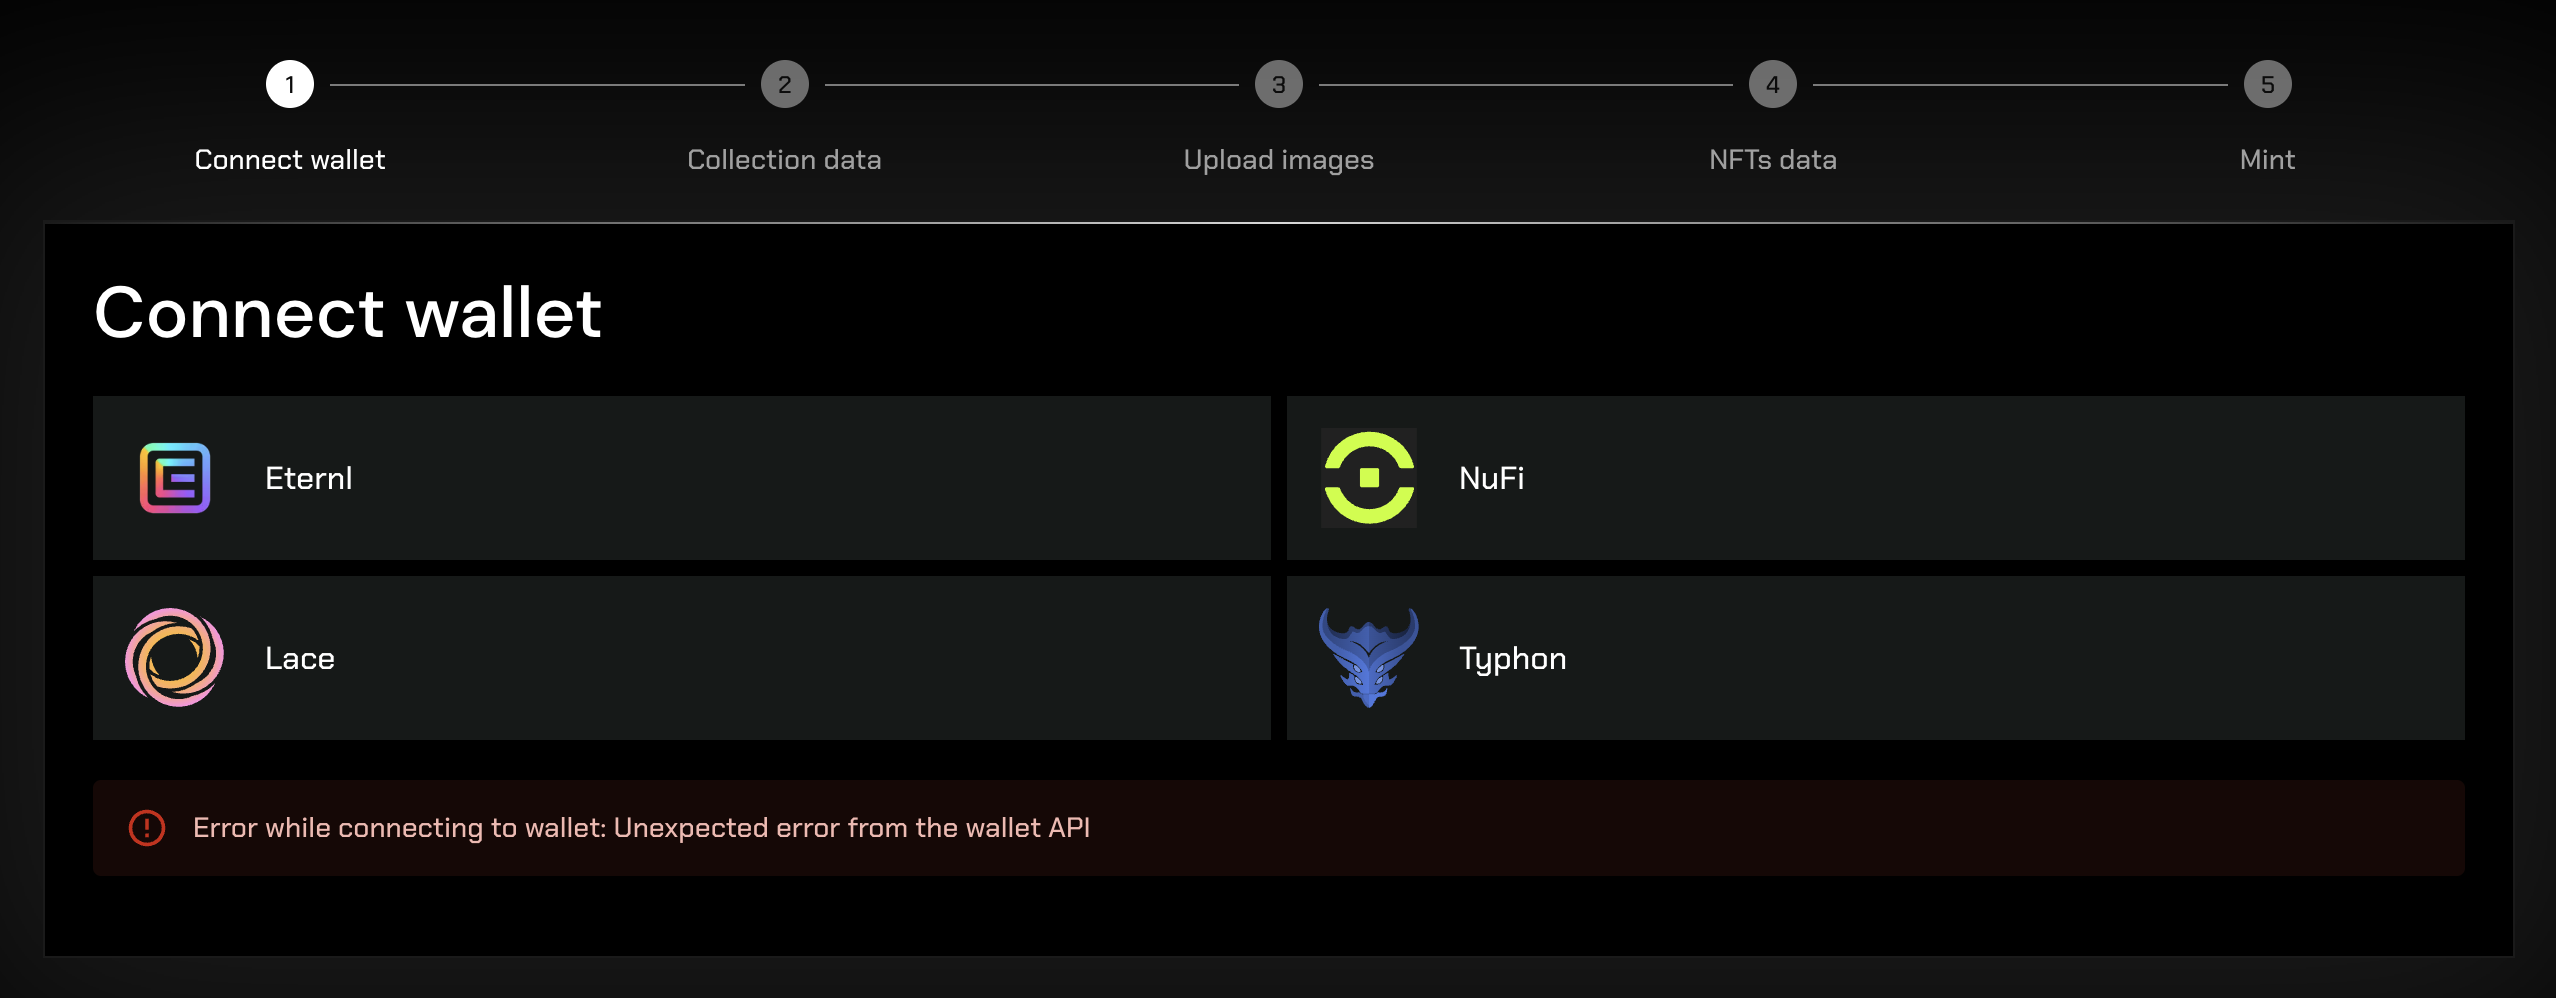 1
2
3
4
5
Connect wallet
Collection data
Upload images
NFTs data
Mint
Connect wallet
Eternl
NuFi
Lace
Typhon
Error while connecting to wallet: Unexpected error from the wallet API